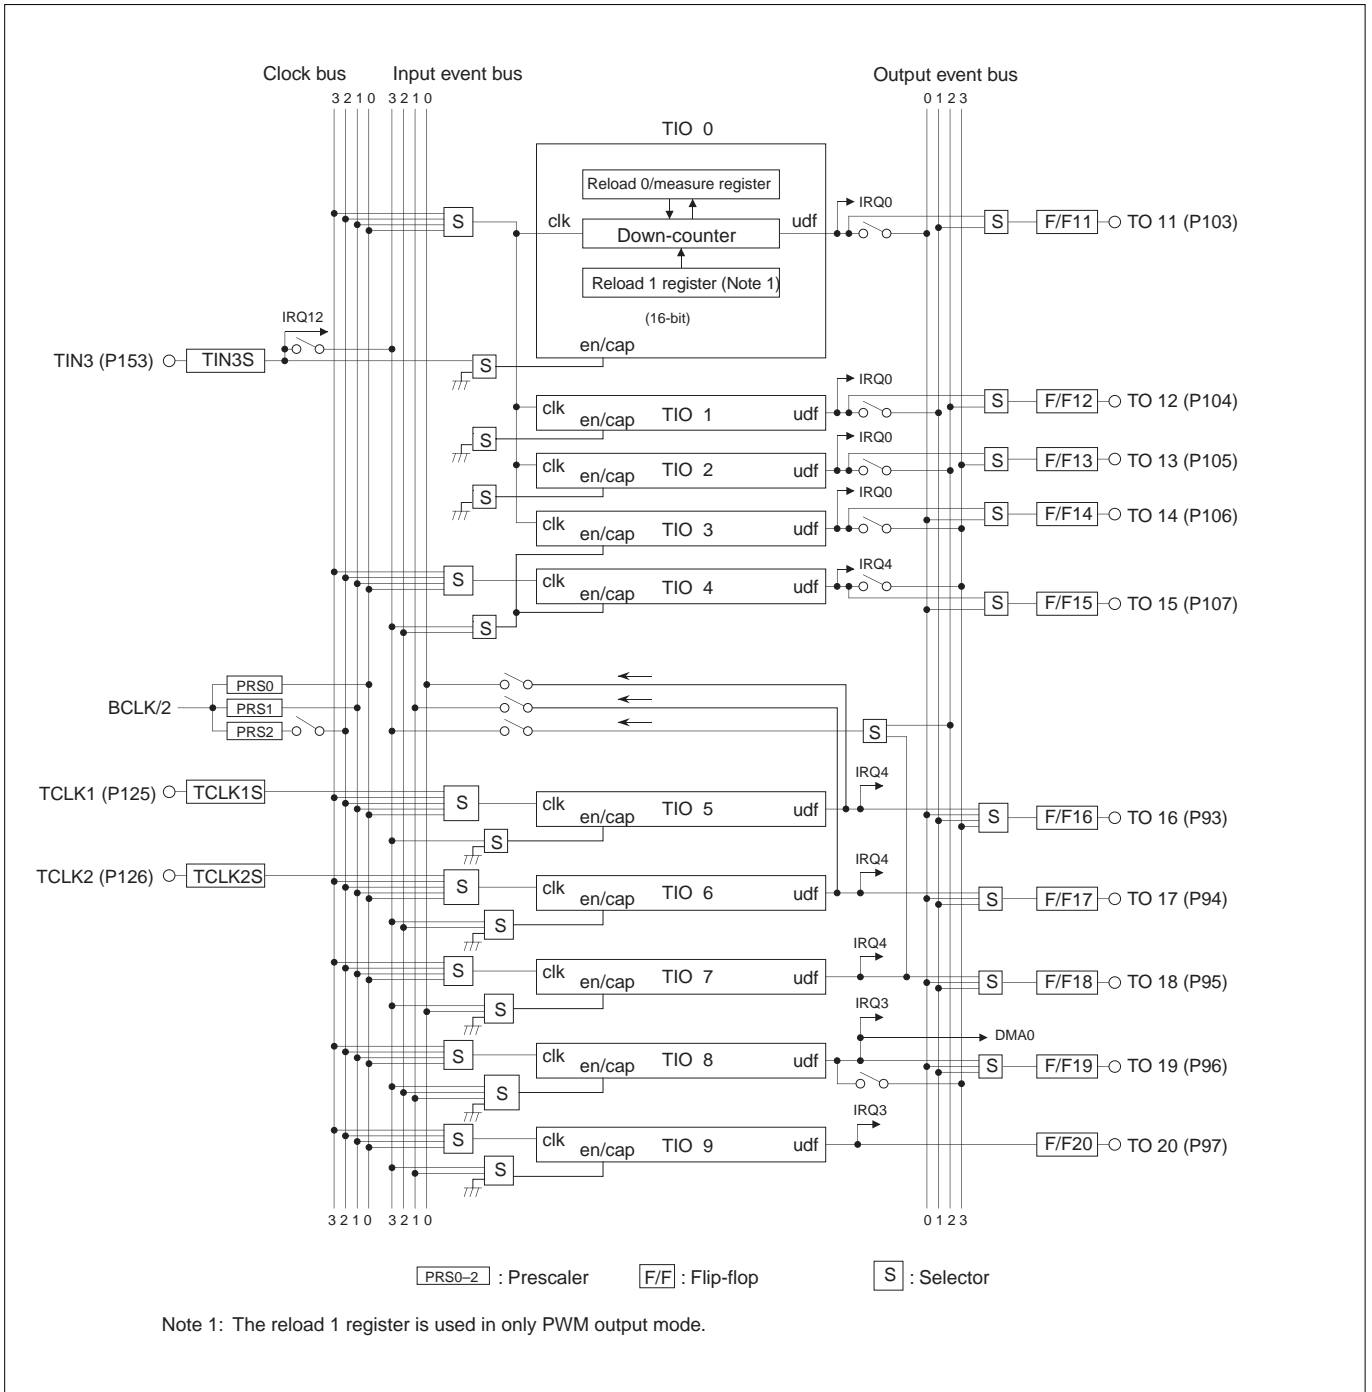 Clock bus
Input event bus
Output event bus
3 2 1 0
3 2 1 0
0 1 2 3
TIO 0
Reload 0/measure register
clk
Down-counter
udf
Reload 1 register (Note 1)
(16-bit)
en/cap
S
IRQ0
S
F/F11
TO 11 (P103)
IRQ12
TIN3 (P153)
TIN3S
S
IRQ0
clk
en/cap
TIO 1
udf
S
F/F12
TO 12 (P104)
S
IRQ0
clk
en/cap
TIO 2
udf
S
F/F13
TO 13 (P105)
S
IRQ0
clk
en/cap
TIO 3
udf
S
F/F14
TO 14 (P106)
IRQ4
S
clk
en/cap
TIO 4
udf
S
F/F15
TO 15 (P107)
S
BCLK/2
PRS0
PRS1
PRS2
S
TCLK1 (P125)
TCLK1S
S
clk
en/cap
TIO 5
udf
IRQ4
S
F/F16
TO 16 (P93)
S
TCLK2 (P126)
TCLK2S
S
clk
en/cap
TIO 6
udf
IRQ4
S
F/F17
TO 17 (P94)
S
S
clk
en/cap
TIO 7
udf
IRQ4
S
F/F18
TO 18 (P95)
S
IRQ3
DMA0
S
clk
en/cap
TIO 8
udf
S
F/F19
TO 19 (P96)
S
IRQ3
S
clk
en/cap
TIO 9
udf
F/F20
TO 20 (P97)
S
3 2 1 0
3 2 1 0
0 1 2 3
PRS0–2 : Prescaler
F/F : Flip-flop
S : Selector
Note 1: The reload 1 register is used in only PWM output mode.